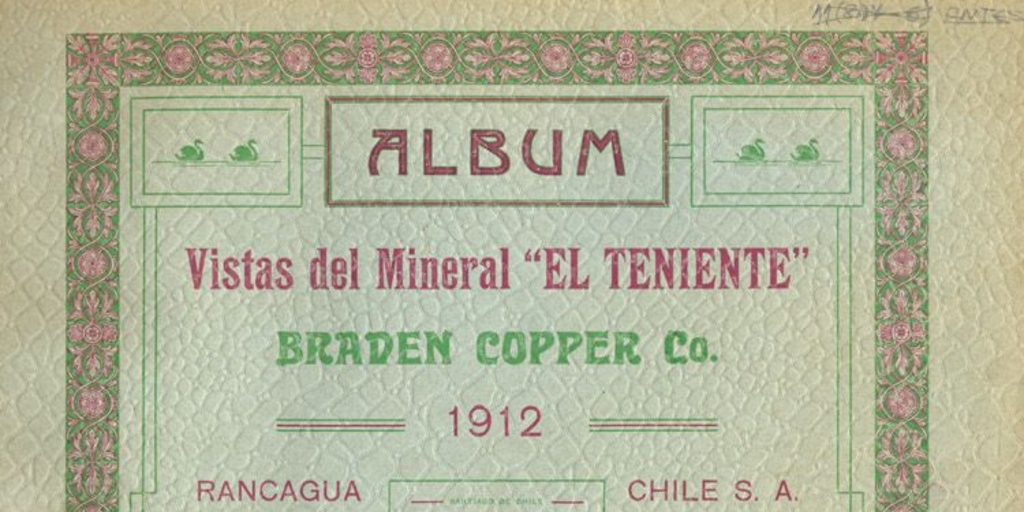 ALBUM
Vistas del Mineral “EL TENIENTE”
BRADEN COPPER Co.
1912
RANCAGUA CHILE S. A.
SANTIAGO DE CHILE